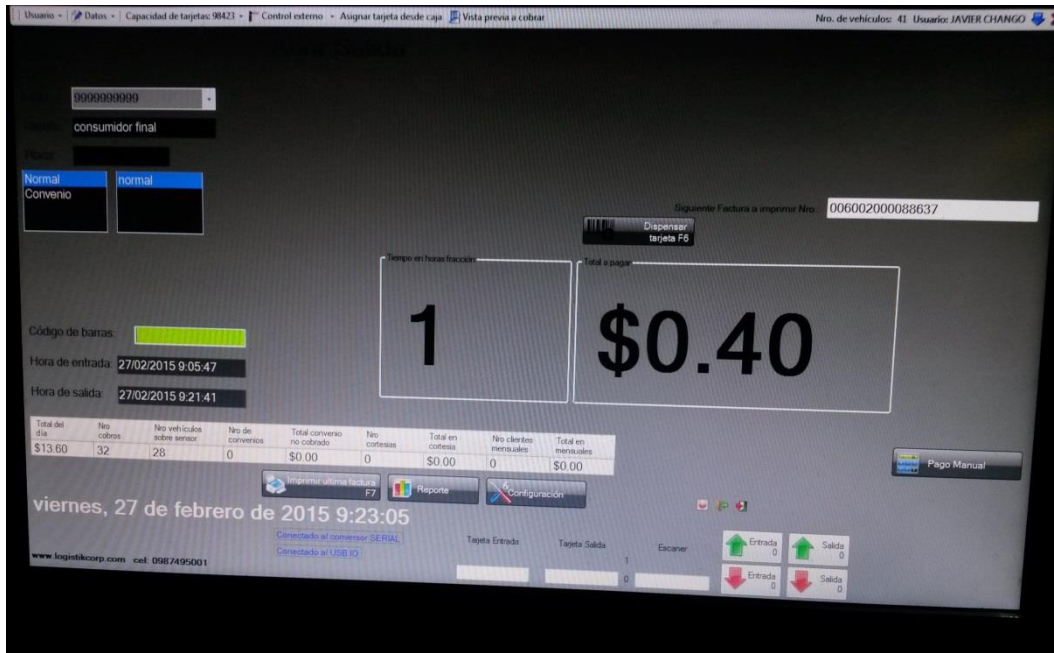 Usuario Datos Capacidad de tarjetas: 98423 Control externo Asignar tarjeta desde caja Vista previa a cobrar Nro. de vehículos: 41 Usuario: JAVIER CHANGO
9999999999
consumidor final
Placa:
Normal normal
Convenio
Siguiente Factura a imprimir Nro.: 006002000088637
Dispensar
tarjeta F6
Tiempo en horas fracción Total a pagar
1 $0.40
Código de barras:
Hora de entrada: 27/02/2015 9:05:47
Hora de salida: 27/02/2015 9:21:41
Total del día Nro cobros Nro vehículos sobre sensor Nro de convenios Total convenio no cobrado Nro cortesias Total en cortesia Nro clientes mensuales Total en mensuales
$13.60 32 28 0 $0.00 0 $0.00 0 $0.00
Pago Manual
Imprimir ultima factura F7 Reporte Configuración
viernes, 27 de febrero de 2015 9:23:05
Conectado al conversor SERIAL
Conectado al USB IO
Tarjeta Entrada Tarjeta Salida Escaner
1
0
Entrada 0 Salida 0
Entrada 0 Salida 0
www.logistikcorp.com cel: 0987495001